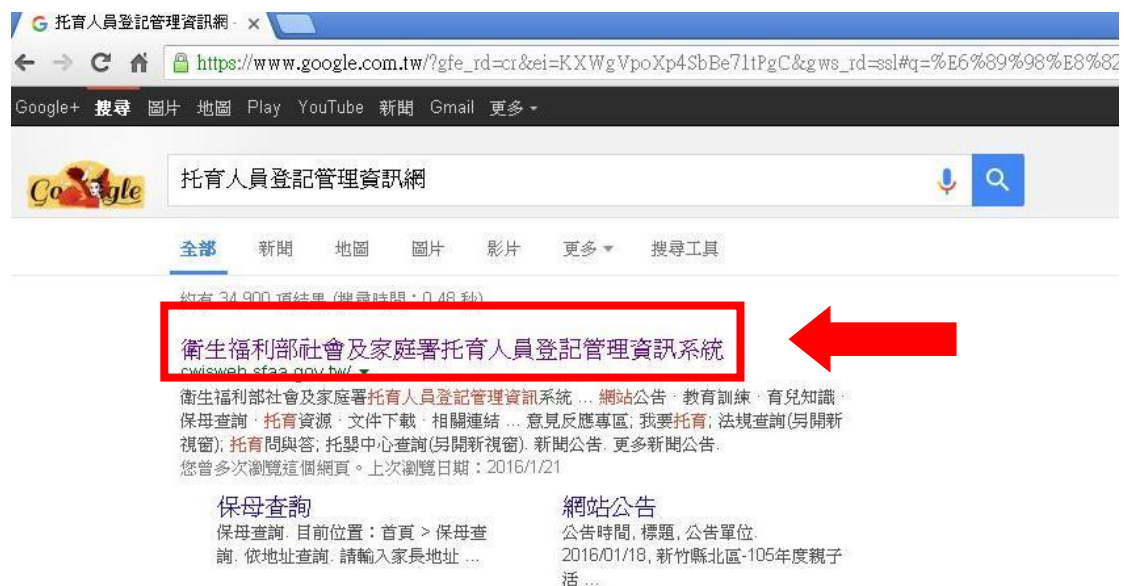 托育人員登記管理資訊網 -
https://www.google.com.tw/?gfe_rd=cr&ei=KXWgVpoXp4SbBe71tPgC&gws_rd=ssl#q=%E6%89%98%E8%82
Google+ 搜尋 圖片 地圖 Play YouTube 新聞 Gmail 更多
Google 托育人員登記管理資訊網
全部 新聞 地圖 圖片 影片 更多 搜尋工具
約有 34,900 項結果 (搜尋時間：0.48 秒)
衛生福利部社會及家庭署托育人員登記管理資訊系統
cwisweb.sfaa.gov.tw/
衛生福利部社會及家庭署托育人員登記管理資訊系統 ... 網站公告 · 教育訓練 · 育兒知識 ·
保母查詢 · 托育資源 · 文件下載 · 相關連結 ... 意見反應專區; 我要托育; 法規查詢(另開新
視窗); 托育問與答; 托嬰中心查詢(另開新視窗). 新聞公告. 更多新聞公告.
您曾多次瀏覽這個網頁。上次瀏覽日期：2016/1/21
保母查詢
保母查詢. 目前位置：首頁 > 保母查
詢. 依地址查詢. 請輸入家長地址 ...
網站公告
公告時間, 標題, 公告單位.
2016/01/18, 新竹縣北區-105年度親子
活 ...